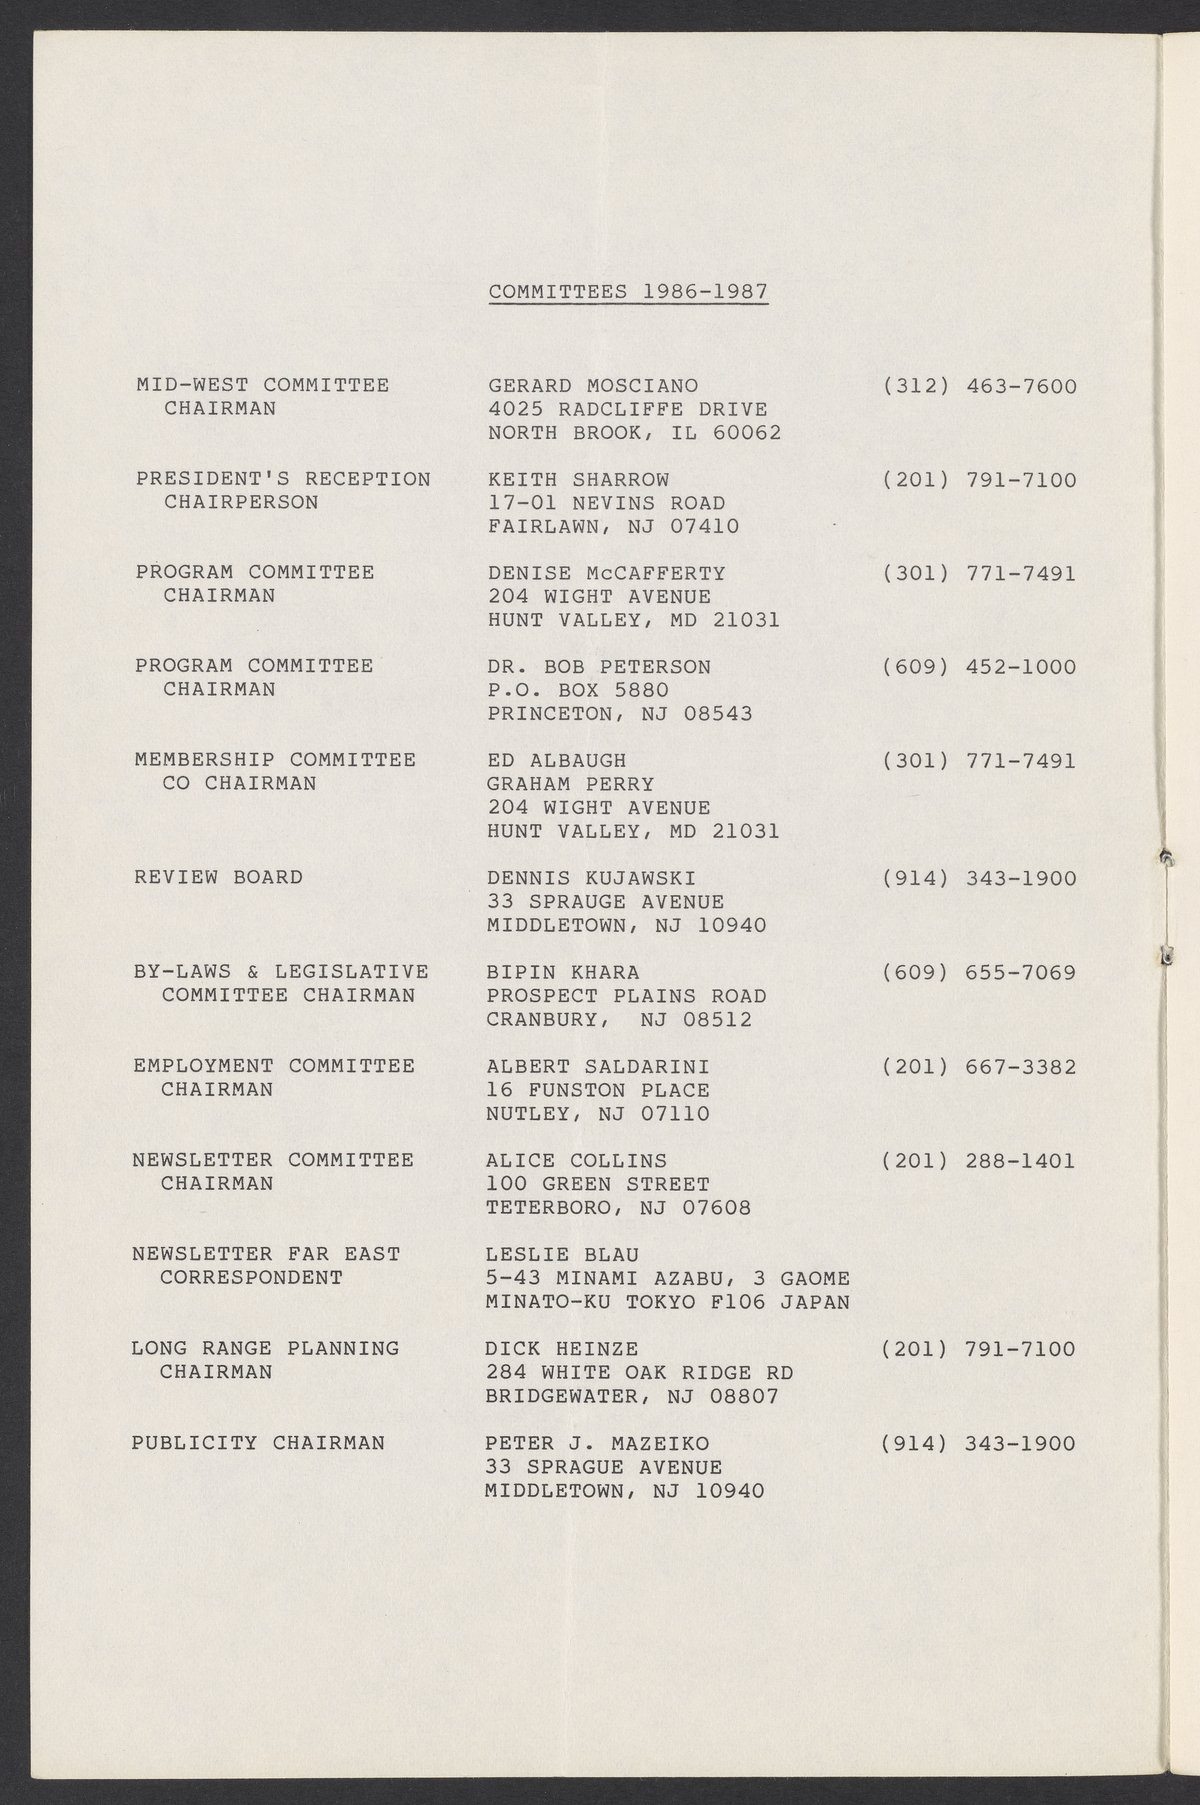 COMMITTEES 1986-1987
MID-WEST COMMITTEE GERARD MOSCIANO (312) 463-7600
CHAIRMAN 4025 RADCLIFFE DRIVE
NORTH BROOK, IL 60062
PRESIDENT'S RECEPTION KEITH SHARROW (201) 791-7100
CHAIRPERSON 17-01 NEVINS ROAD
FAIRLAWN, NJ 07410
PROGRAM COMMITTEE DENISE McCAFFERTY (301) 771-7491
CHAIRMAN 204 WIGHT AVENUE
HUNT VALLEY, MD 21031
PROGRAM COMMITTEE DR. BOB PETERSON (609) 452-1000
CHAIRMAN P.O. BOX 5880
PRINCETON, NJ 08543
MEMBERSHIP COMMITTEE ED ALBAUGH (301) 771-7491
CO CHAIRMAN GRAHAM PERRY
204 WIGHT AVENUE
HUNT VALLEY, MD 21031
REVIEW BOARD DENNIS KUJAWSKI (914) 343-1900
33 SPRAUGE AVENUE
MIDDLETOWN, NJ 10940
BY-LAWS & LEGISLATIVE BIPIN KHARA (609) 655-7069
COMMITTEE CHAIRMAN PROSPECT PLAINS ROAD
CRANBURY, NJ 08512
EMPLOYMENT COMMITTEE ALBERT SALDARINI (201) 667-3382
CHAIRMAN 16 FUNSTON PLACE
NUTLEY, NJ 07110
NEWSLETTER COMMITTEE ALICE COLLINS (201) 288-1401
CHAIRMAN 100 GREEN STREET
TETERBORO, NJ 07608
NEWSLETTER FAR EAST LESLIE BLAU
CORRESPONDENT 5-43 MINAMI AZABU, 3 GAOME
MINATO-KU TOKYO F106 JAPAN
LONG RANGE PLANNING DICK HEINZE (201) 791-7100
CHAIRMAN 284 WHITE OAK RIDGE RD
BRIDGEWATER, NJ 08807
PUBLICITY CHAIRMAN PETER J. MAZEIKO (914) 343-1900
33 SPRAGUE AVENUE
MIDDLETOWN, NJ 10940